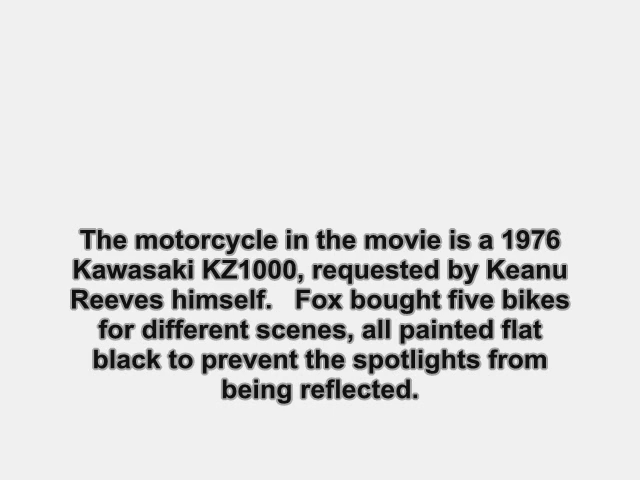 The motorcycle in the movie is a 1976
Kawasaki KZ1000, requested by Keanu
Reeves himself.   Fox bought five bikes
for different scenes, all painted flat
black to prevent the spotlights from
being reflected.